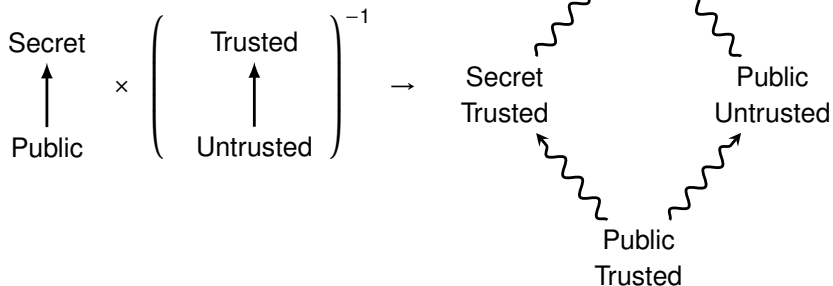 Secret
Public
×
(
Trusted
Untrusted
)
−1
→
Secret
Trusted
Public
Untrusted
Public
Trusted